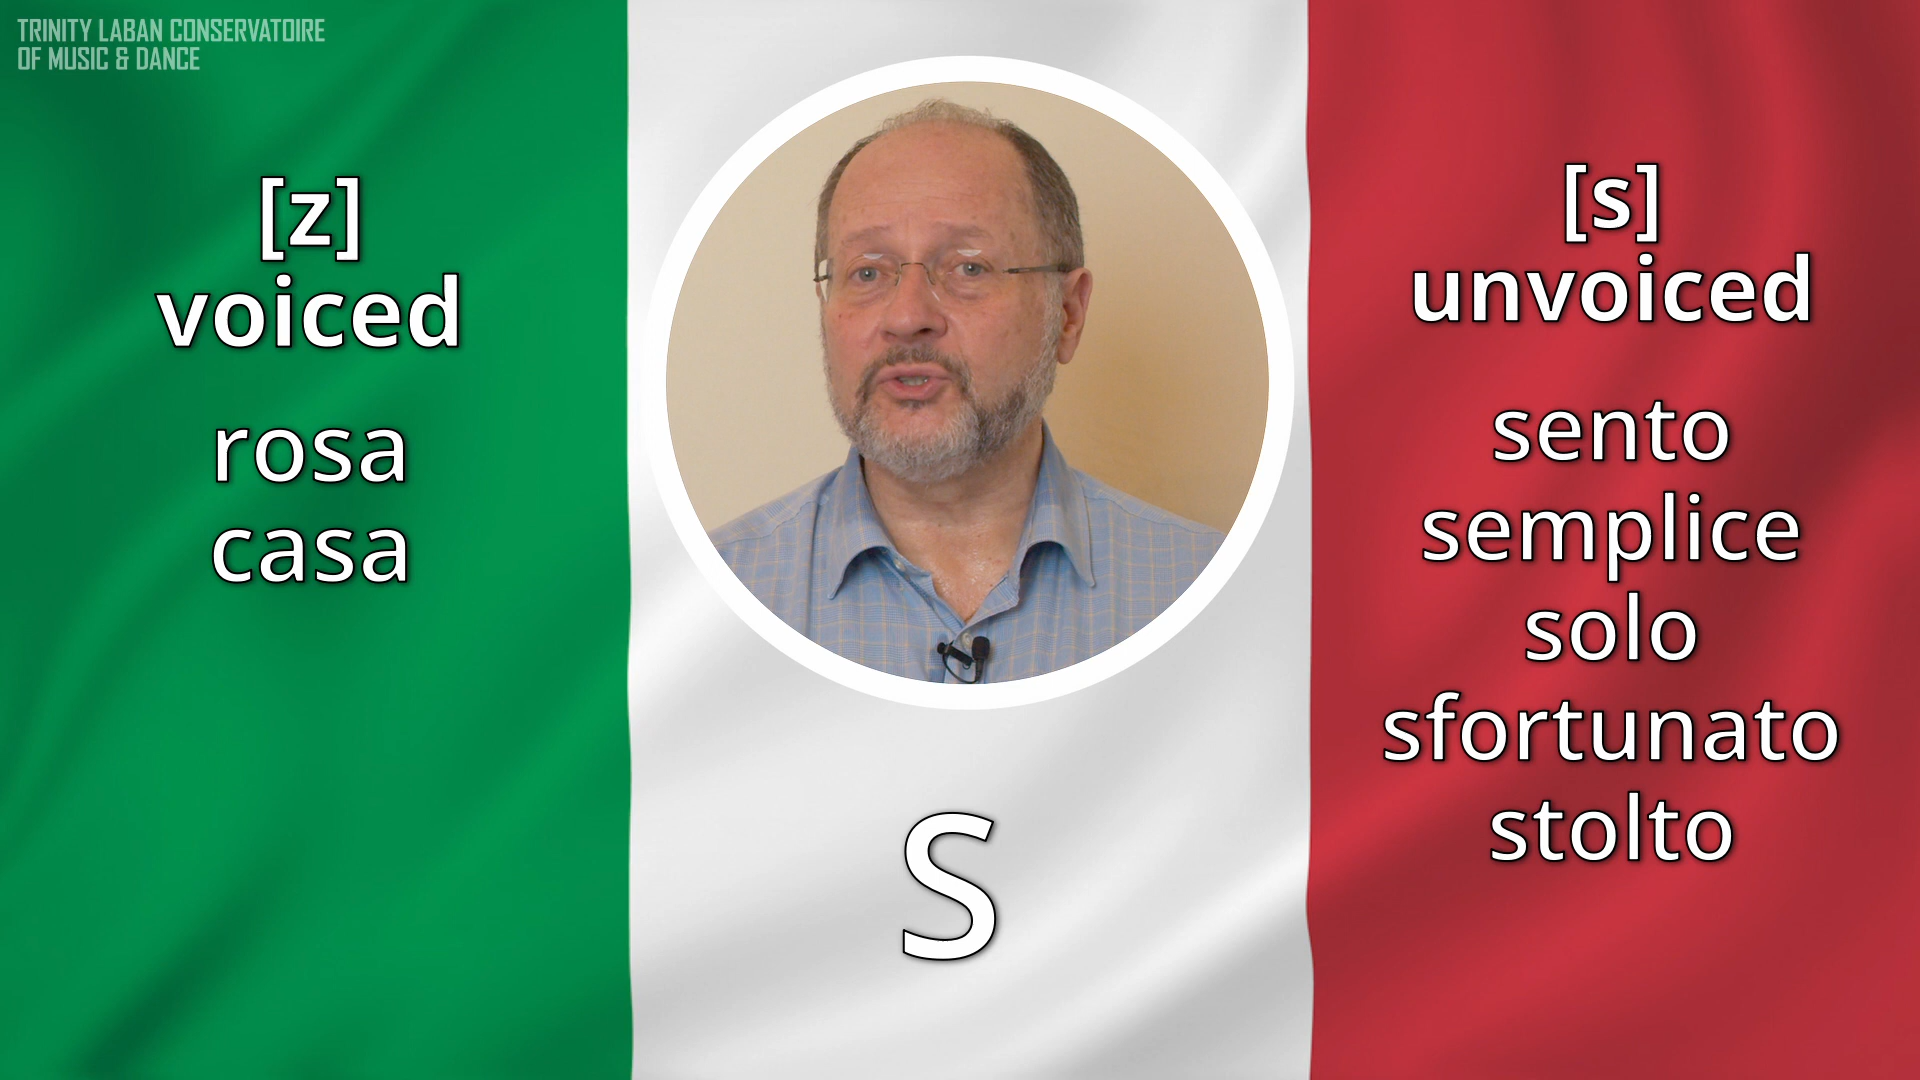 TRINITY LABAN CONSERVATOIRE
OF MUSIC & DANCE
[z]
voiced
rosa
casa
S
[s]
unvoiced
sento
semplice
solo
sfortunato
stolto